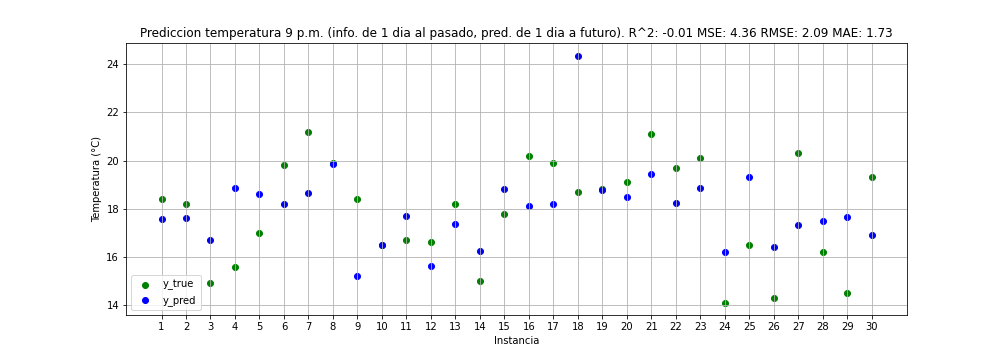 Prediccion temperatura 9 p.m. (info. de 1 dia al pasado, pred. de 1 dia a futuro). R^2: -0.01 MSE: 4.36 RMSE: 2.09 MAE: 1.73
24
22
20
18
16
14
Temperatura (°C)
y_true
y_pred
1 2 3 4 5 6 7 8 9 10 11 12 13 14 15 16 17 18 19 20 21 22 23 24 25 26 27 28 29 30
Instancia